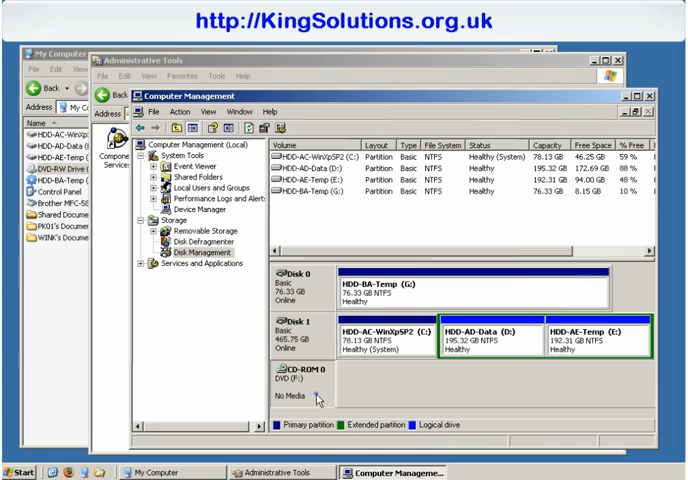 http://KingSolutions.org.uk
My Computer
Administrative Tools
File Edit View Favorites Tools Help
Back
Address
Computer Management
File Action View Window Help
Name
HDD-AC-WinXp
HDD-AD-Data (
HDD-AE-Temp (
DVD-RW Drive (
HDD-BA-Temp (
Control Panel
Brother MFC-58
Shared Documen
PK01's Documen
WINK's Docume
Compone
Services
Computer Management (Local)
System Tools
Event Viewer
Shared Folders
Local Users and Groups
Performance Logs and Alerts
Device Manager
Storage
Removable Storage
Disk Defragmenter
Disk Management
Services and Applications
Volume Layout Type File System Status Capacity Free Space % Free
HDD-AC-WinXpSP2 (C:) Partition Basic NTFS Healthy (System) 78.13 GB 46.25 GB 59 %
HDD-AD-Data (D:) Partition Basic NTFS Healthy 195.32 GB 172.69 GB 88 %
HDD-AE-Temp (E:) Partition Basic NTFS Healthy 192.31 GB 94.00 GB 48 %
HDD-BA-Temp (G:) Partition Basic NTFS Healthy 76.33 GB 8.15 GB 10 %
Disk 0
Basic
76.33 GB
Online
HDD-BA-Temp (G:)
76.33 GB NTFS
Healthy
Disk 1
Basic
465.75 GB
Online
HDD-AC-WinXpSP2 (C:)
78.13 GB NTFS
Healthy (System)
HDD-AD-Data (D:)
195.32 GB NTFS
Healthy
HDD-AE-Temp (E:)
192.31 GB NTFS
Healthy
CD-ROM 0
DVD (F:)
No Media
Primary partition Extended partition Logical drive
Start My Computer Administrative Tools Computer Manageme...